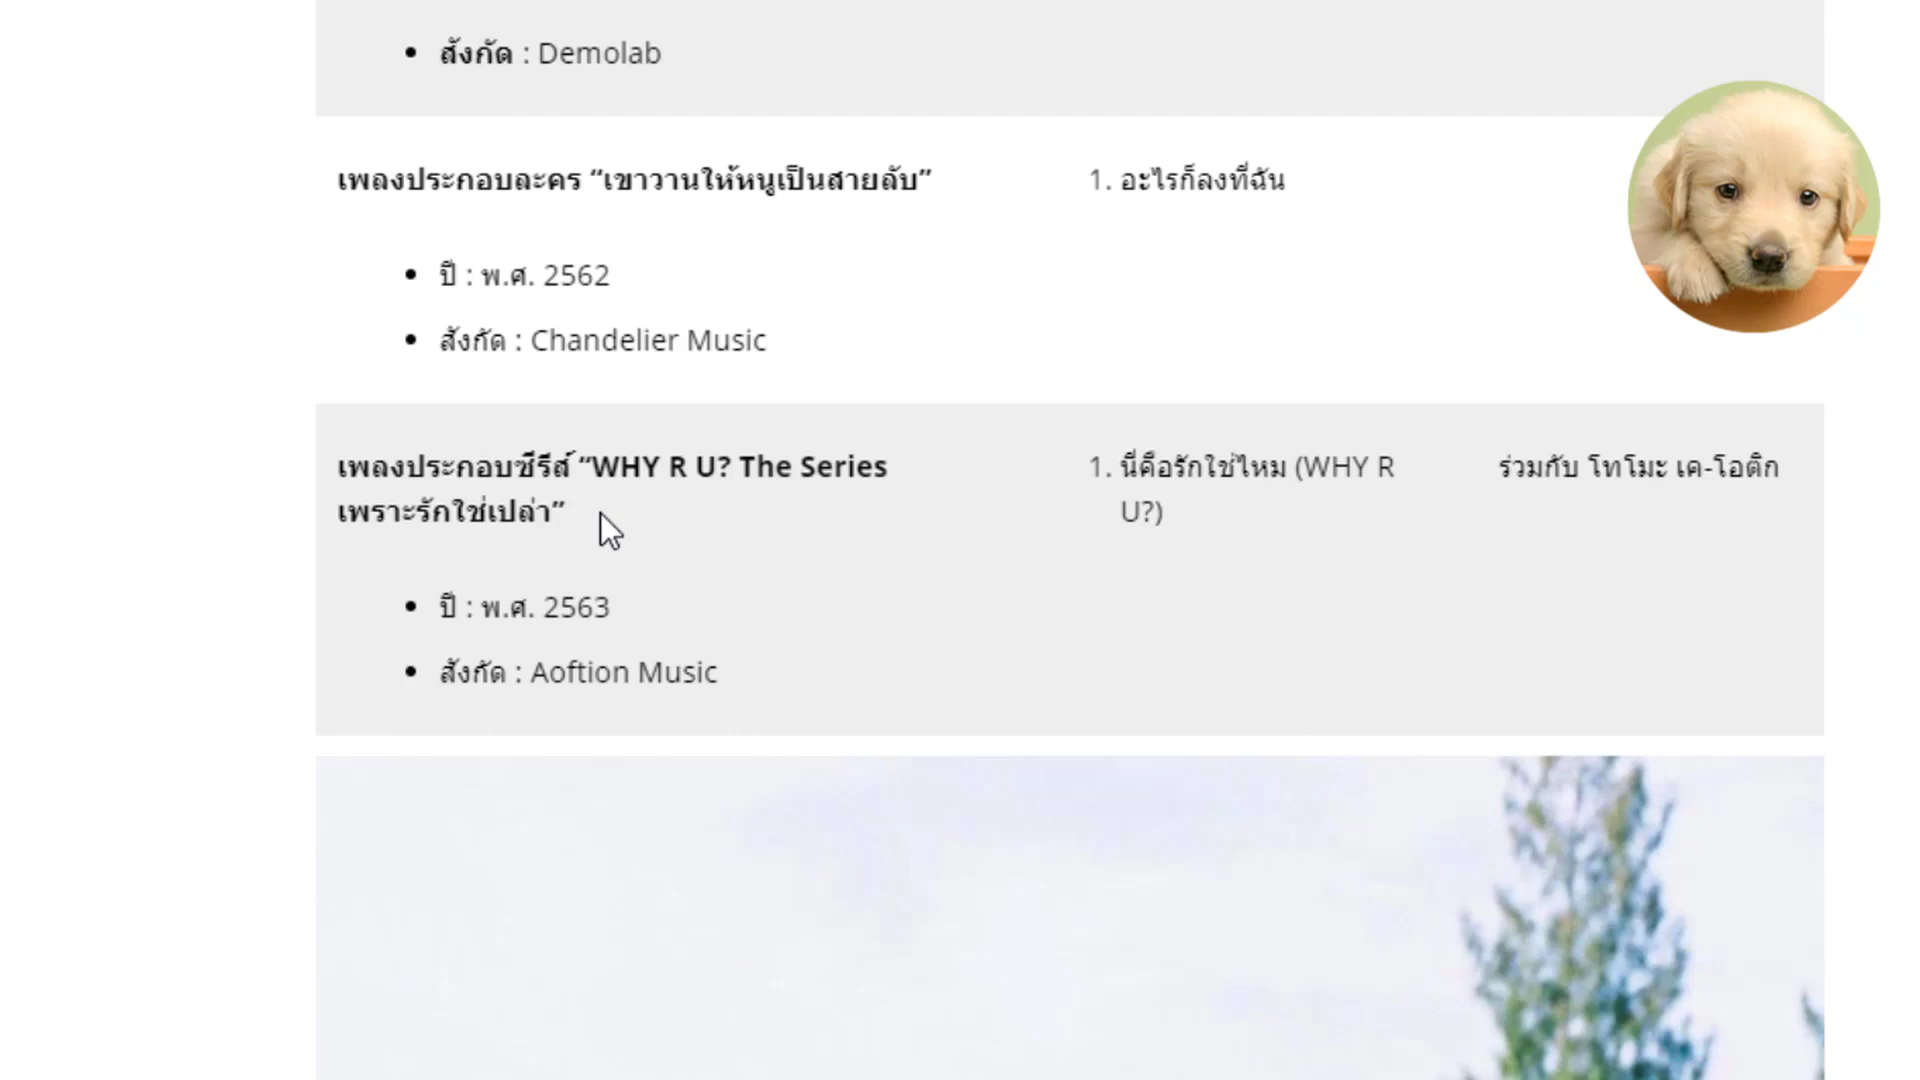 • สังกัด : Demolab
เพลงประกอบละคร “เขาวานให้หนูเป็นสายลับ”
1. อะไรก็ลงที่ฉัน
• ปี : พ.ศ. 2562
• สังกัด : Chandelier Music
เพลงประกอบซีรีส์ “WHY R U? The Series
เพราะรักใช่เปล่า”
1. นี่คือรักใช่ไหม (WHY R
U?)
ร่วมกับ โทโมะ เค-โอติก
• ปี : พ.ศ. 2563
• สังกัด : Aoftion Music